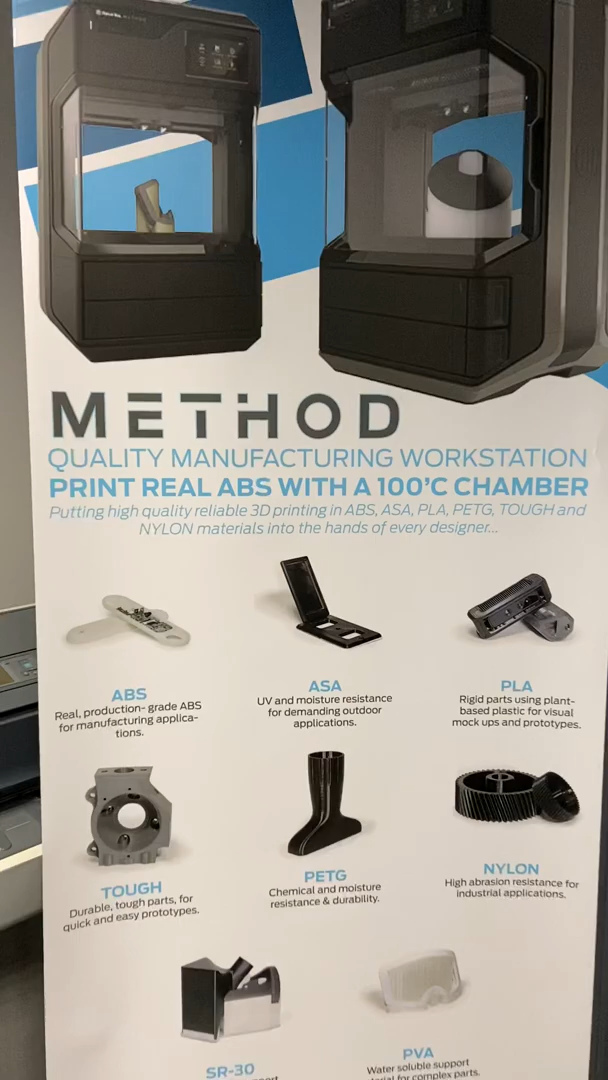 METHOD
QUALITY MANUFACTURING WORKSTATION
PRINT REAL ABS WITH A 100°C CHAMBER
Putting high quality reliable 3D printing in ABS, ASA, PLA, PETG, TOUGH and
NYLON materials into the hands of every designer...
ABS
Real, production- grade ABS
for manufacturing applica-
tions.
ASA
UV and moisture resistance
for demanding outdoor
applications.
PLA
Rigid parts using plant-
based plastic for visual
mock ups and prototypes.
TOUGH
Durable, tough parts, for
quick and easy prototypes.
PETG
Chemical and moisture
resistance & durability.
NYLON
High abrasion resistance for
industrial applications.
SR-30
PVA
Water soluble support
for complex parts.